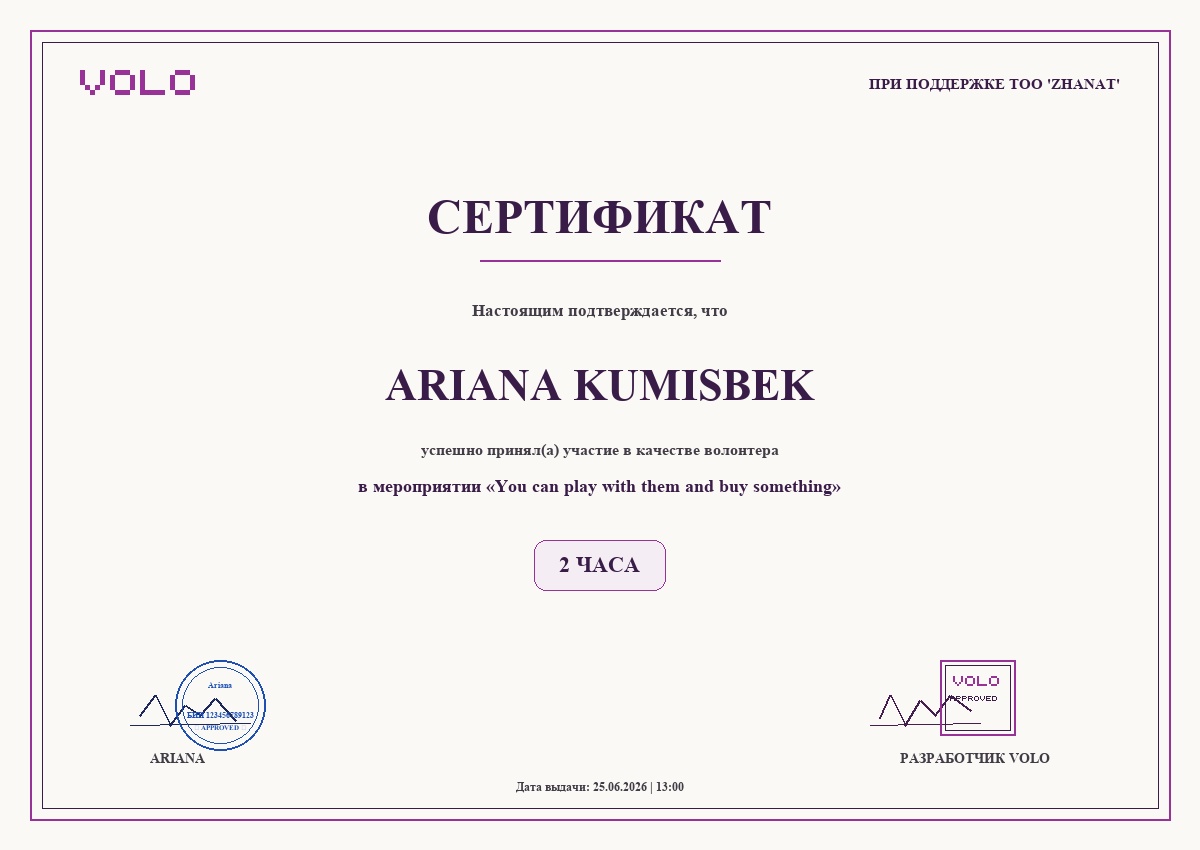 VOLO
ПРИ ПОДДЕРЖКЕ ТОО 'ZHANAT'
СЕРТИФИКАТ
Настоящим подтверждается, что
ARIANA KUMISBEK
успешно принял(а) участие в качестве волонтера
в мероприятии «You can play with them and buy something»
2 ЧАСА
Ariana
БИН 123456789123
APPROVED
ARIANA
VOLO
APPROVED
РАЗРАБОТЧИК VOLO
Дата выдачи: 25.06.2026 | 13:00